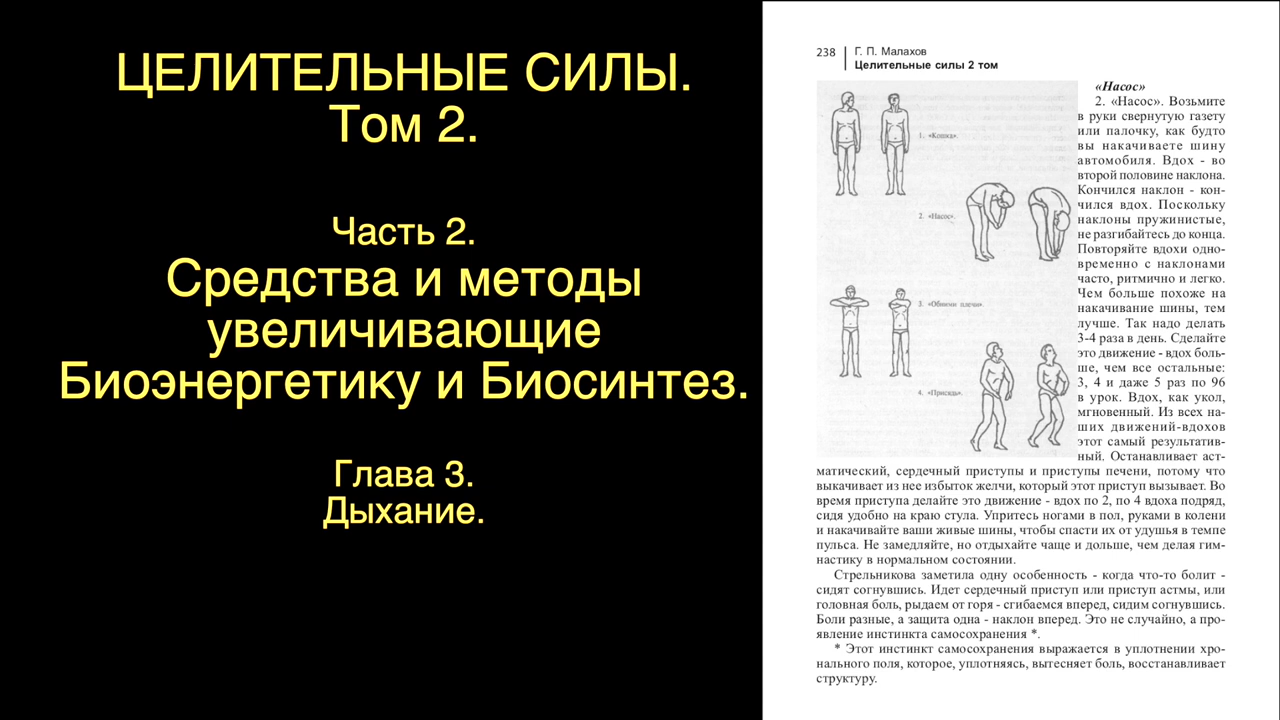 ЦЕЛИТЕЛЬНЫЕ СИЛЫ.
Том 2.
Часть 2.
Средства и методы
увеличивающие
Биоэнергетику и Биосинтез.
Глава 3.
Дыхание.
238
Г. П. Малахов
Целительные силы 2 том
1. «Кошка».
2. «Насос».
3. «Обними плечи».
4. «Присядь».
«Насос»
2. «Насос». Возьмите
в руки свернутую газету
или палочку, как будто
вы накачиваете шину
автомобиля. Вдох - во
второй половине наклона.
Кончился наклон - кон-
чился вдох. Поскольку
наклоны пружинистые,
не разгибайтесь до конца.
Повторяйте вдохи одно-
временно с наклонами
часто, ритмично и легко.
Чем больше похоже на
накачивание шины, тем
лучше. Так надо делать
3-4 раза в день. Сделайте
это движение - вдох боль-
ше, чем все остальные:
3, 4 и даже 5 раз по 96
в урок. Вдох, как укол,
мгновенный. Из всех на-
ших движений-вдохов
этот самый результатив-
ный. Останавливает аст-
матический, сердечный приступы и приступы печени, потому что
выкачивает из нее избыток желчи, который этот приступ вызывает. Во
время приступа делайте это движение - вдох по 2, по 4 вдоха подряд,
сидя удобно на краю стула. Упритесь ногами в пол, руками в колени
и накачивайте ваши живые шины, чтобы спасти их от удушья в темпе
пульса. Не замедляйте, но отдыхайте чаще и дольше, чем делая гим-
настику в нормальном состоянии.
Стрельникова заметила одну особенность - когда что-то болит -
сидят согнувшись. Идет сердечный приступ или приступ астмы, или
головная боль, рыдаем от горя - сгибаемся вперед, сидим согнувшись.
Боли разные, а защита одна - наклон вперед. Это не случайно, а про-
явление инстинкта самосохранения *.
* Этот инстинкт самосохранения выражается в уплотнении хро-
нального поля, которое, уплотняясь, вытесняет боль, восстанавливает
структуру.